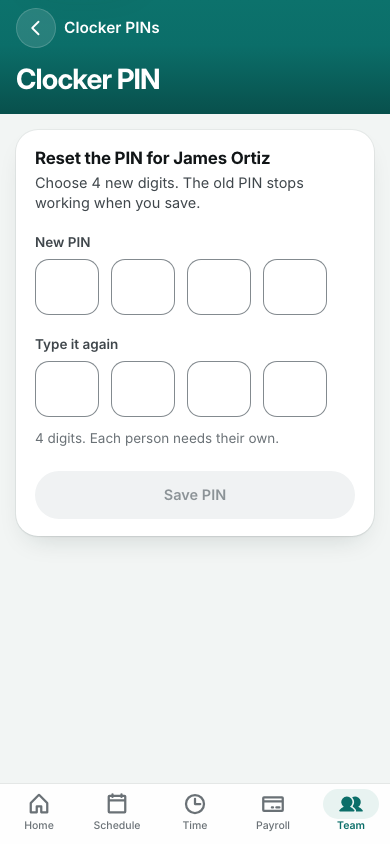 Clocker PINs
Clocker PIN
Reset the PIN for James Ortiz
Choose 4 new digits. The old PIN stops
working when you save.
New PIN
Type it again
4 digits. Each person needs their own.
Save PIN
Home
Schedule
Time
Payroll
Team